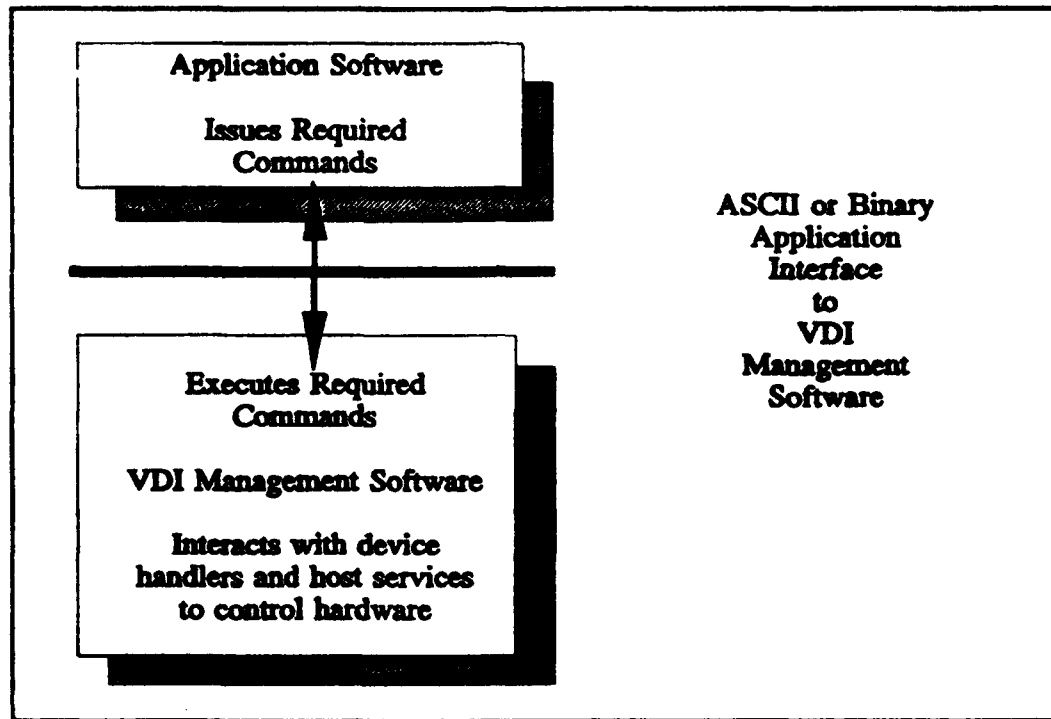 Application Software
Issues Required
Commands
ASCII or Binary
Application
Interface
to
VDI
Management
Software
Executes Required
Commands
VDI Management Software
Interacts with device
handlers and host services
to control hardware